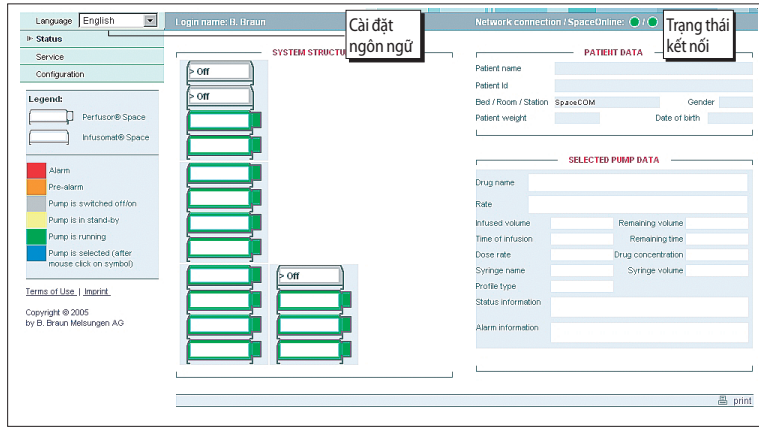 Language English
Login name: B. Braun
Cài đặt
ngôn ngữ
Network connection / SpaceOnline: /
Trạng thái
kết nối
Status
Service
Configuration
Legend:
Perfusor® Space
Infusomat® Space
Alarm
Pre-alarm
Pump is switched off/on
Pump is in stand-by
Pump is running
Pump is selected (after
mouse click on symbol)
Terms of Use | Imprint
Copyright © 2005
by B. Braun Melsungen AG
SYSTEM STRUCTU
> Off
> Off
> Off
PATIENT DATA
Patient name
Patient Id
Bed / Room / Station SpaceCOM Gender
Patient weight Date of birth
SELECTED PUMP DATA
Drug name
Rate
Infused volume Remaining volume
Time of infusion Remaining time
Dose rate Drug concentration
Syringe name Syringe volume
Profile type
Status information
Alarm information
print